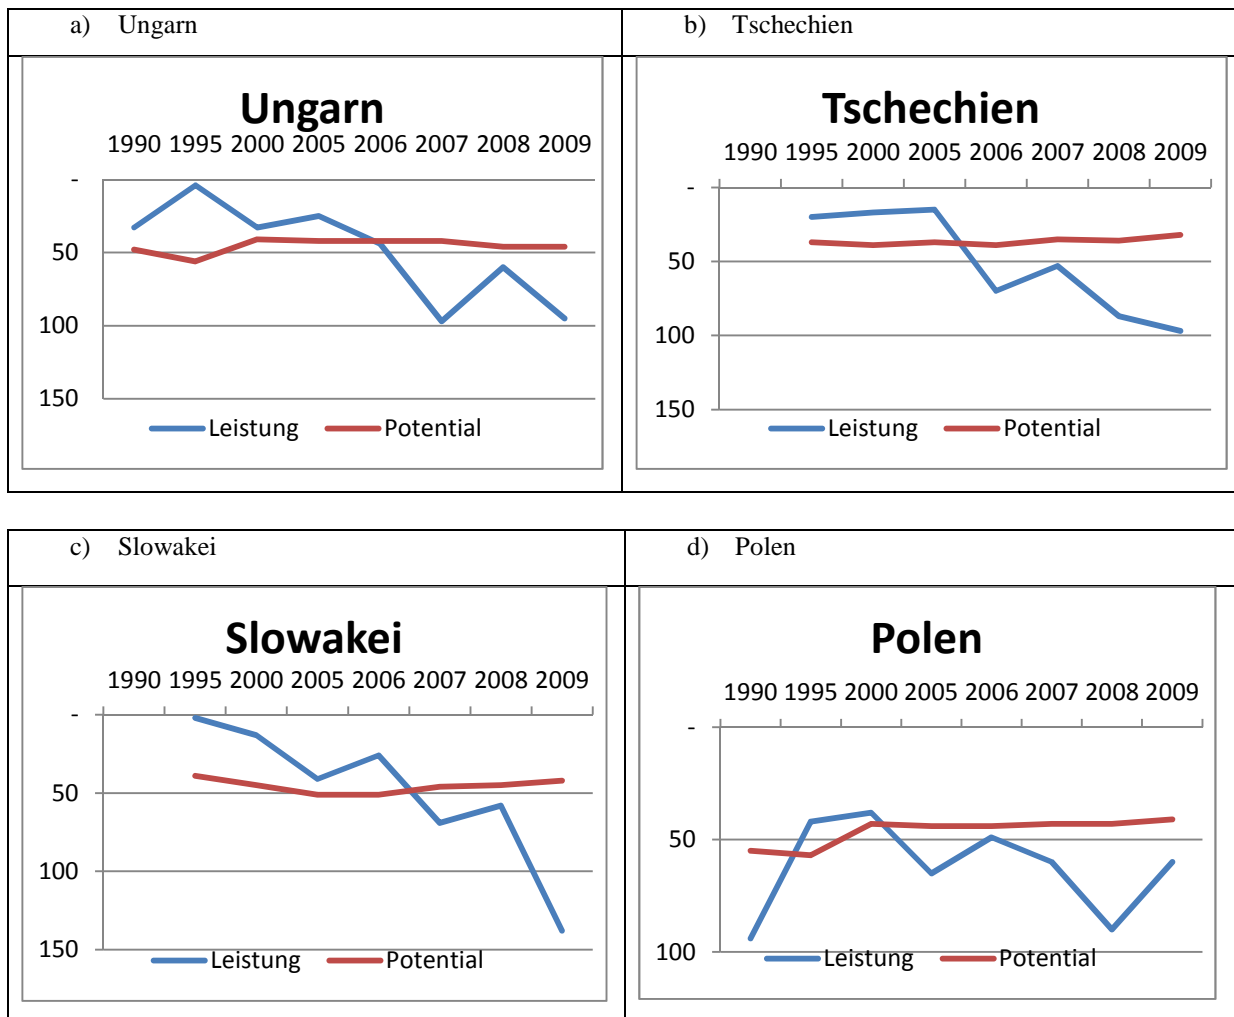 a) Ungarn
b) Tschechien
Ungarn
1990 1995 2000 2005 2006 2007 2008 2009
-
50
100
150
Leistung Potential
Tschechien
1990 1995 2000 2005 2006 2007 2008 2009
-
50
100
150
Leistung Potential
c) Slowakei
d) Polen
Slowakei
1990 1995 2000 2005 2006 2007 2008 2009
-
50
100
150
Leistung Potential
Polen
1990 1995 2000 2005 2006 2007 2008 2009
-
50
100
Leistung Potential